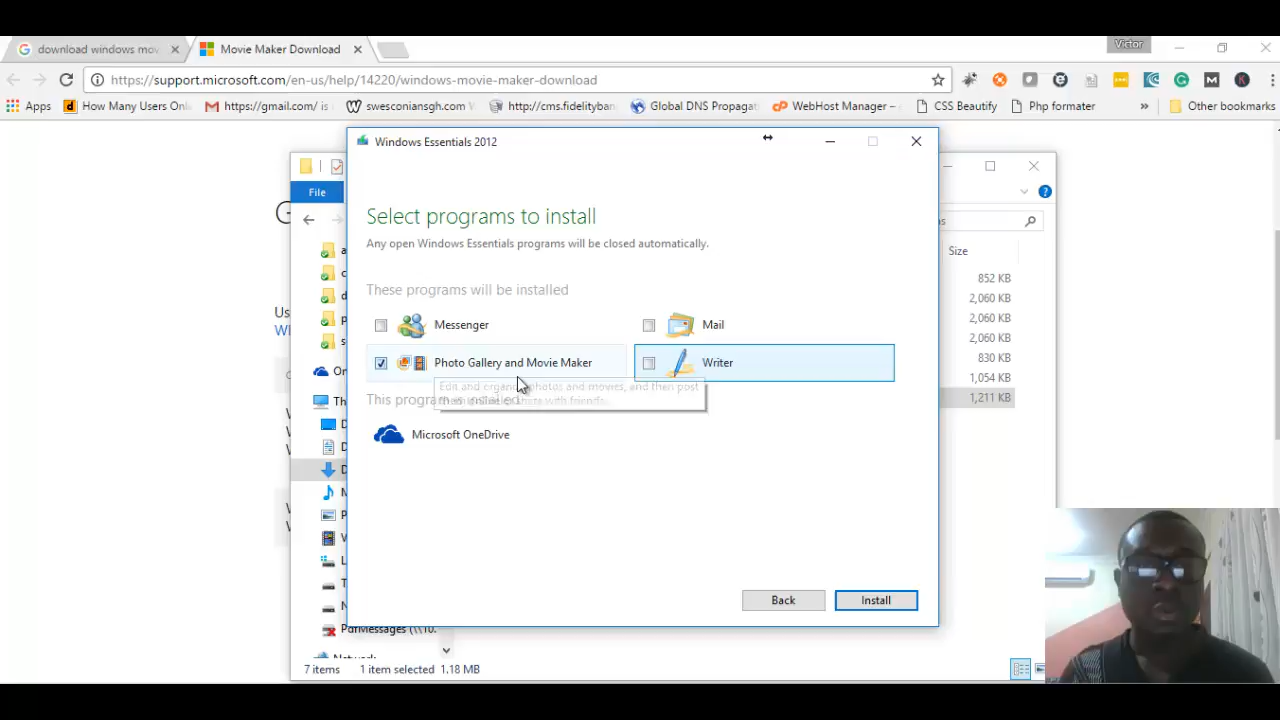 download windows mov
Movie Maker Download
Victor
https://support.microsoft.com/en-us/help/14220/windows-movie-maker-download
Apps
How Many Users Onl
https://gmail.com/ is
swesconiansgh.com
http://cms.fidelityban
Global DNS Propagat
WebHost Manager –
CSS Beautify
Php formater
Other bookmarks
Windows Essentials 2012
File
Select programs to install
Any open Windows Essentials programs will be closed automatically.
Size
These programs will be installed
852 KB
2,060 KB
2,060 KB
2,060 KB
830 KB
1,054 KB
1,211 KB
Messenger
Mail
Photo Gallery and Movie Maker
Writer
Edit and organize photos and movies, and then post
This program is installed
Microsoft OneDrive
Back
Install
PdfMessages (\\10.
Network
7 items
1 item selected 1.18 MB